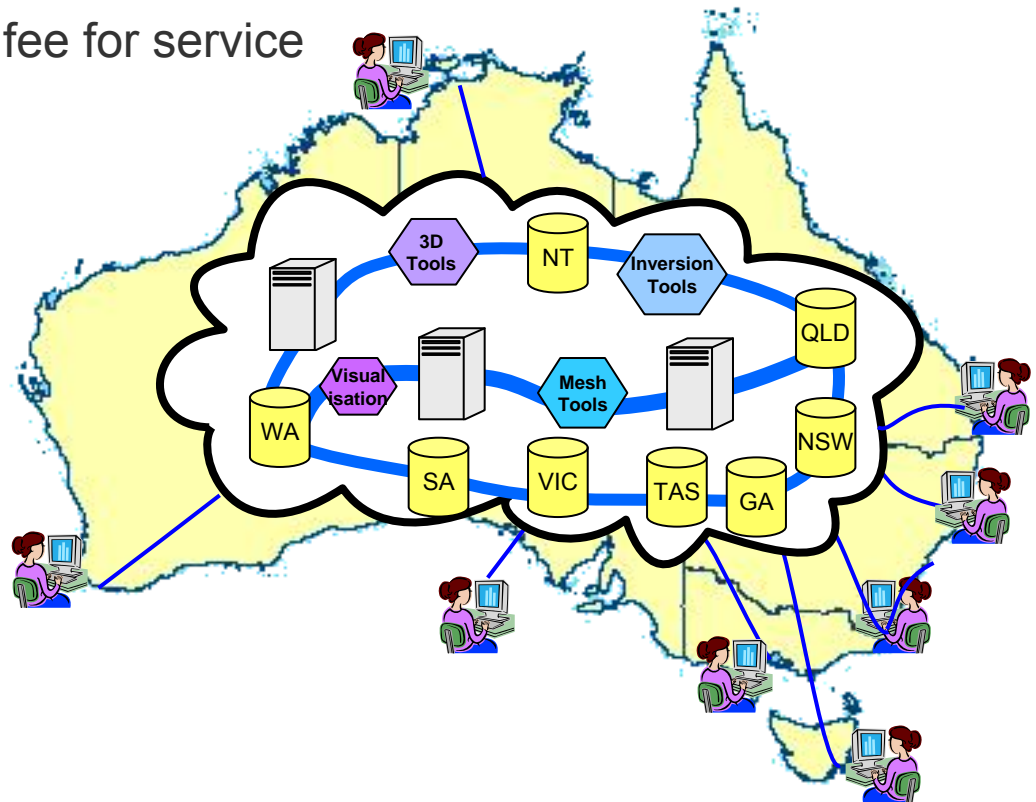 fee for service
3D
Tools
NT
Inversion
Tools
QLD
Visual
isation
Mesh
Tools
WA
NSW
SA
VIC
TAS
GA